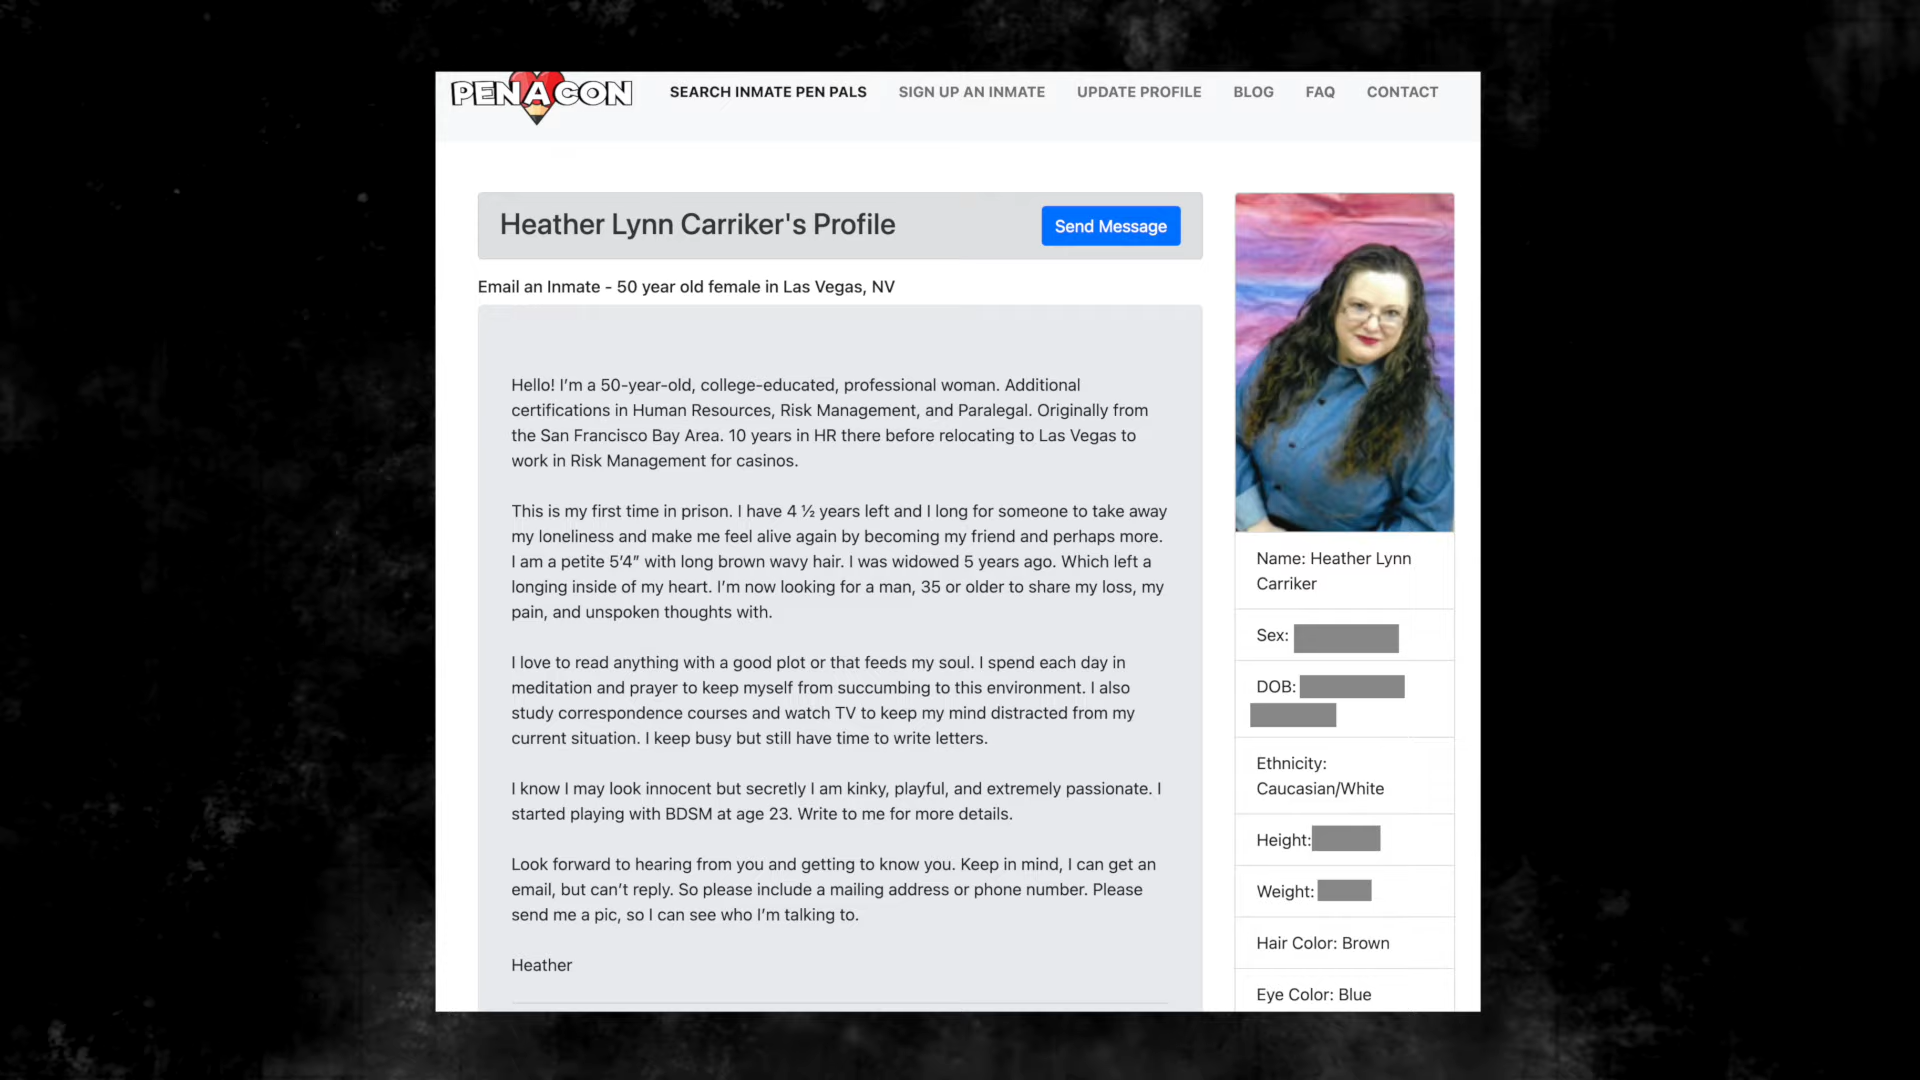 PENACON
SEARCH INMATE PEN PALS
SIGN UP AN INMATE
UPDATE PROFILE
BLOG
FAQ
CONTACT
Heather Lynn Carriker's Profile
Send Message
Email an Inmate - 50 year old female in Las Vegas, NV
Hello! I’m a 50-year-old, college-educated, professional woman. Additional
certifications in Human Resources, Risk Management, and Paralegal. Originally from
the San Francisco Bay Area. 10 years in HR there before relocating to Las Vegas to
work in Risk Management for casinos.
This is my first time in prison. I have 4 ½ years left and I long for someone to take away
my loneliness and make me feel alive again by becoming my friend and perhaps more.
I am a petite 5’4” with long brown wavy hair. I was widowed 5 years ago. Which left a
longing inside of my heart. I’m now looking for a man, 35 or older to share my loss, my
pain, and unspoken thoughts with.
I love to read anything with a good plot or that feeds my soul. I spend each day in
meditation and prayer to keep myself from succumbing to this environment. I also
study correspondence courses and watch TV to keep my mind distracted from my
current situation. I keep busy but still have time to write letters.
I know I may look innocent but secretly I am kinky, playful, and extremely passionate. I
started playing with BDSM at age 23. Write to me for more details.
Look forward to hearing from you and getting to know you. Keep in mind, I can get an
email, but can’t reply. So please include a mailing address or phone number. Please
send me a pic, so I can see who I’m talking to.
Heather
Name: Heather Lynn
Carriker
Sex:
DOB:
Ethnicity:
Caucasian/White
Height:
Weight:
Hair Color: Brown
Eye Color: Blue